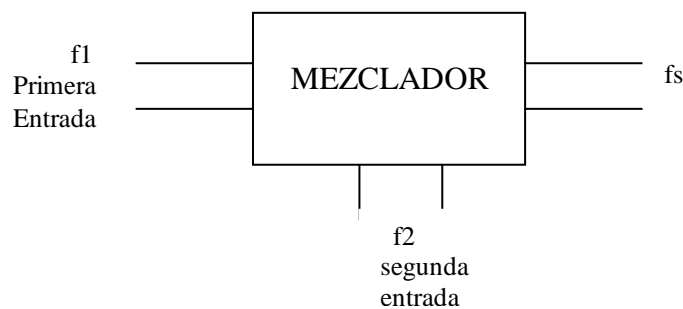 f1
Primera
Entrada
MEZCLADOR
fs
f2
segunda
entrada